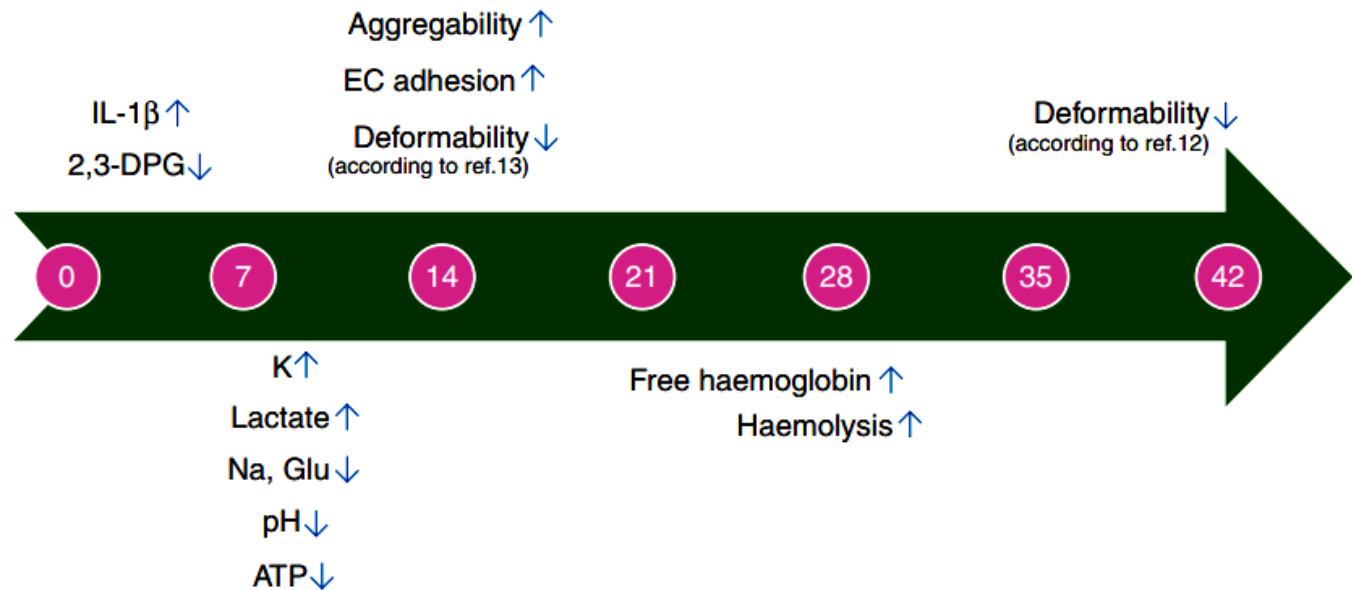 Aggregability ↑
EC adhesion ↑
IL-1β ↑
2,3-DPG ↓
Deformability ↓
(according to ref.13)
Deformability ↓
(according to ref.12)
0 7 14 21 28 35 42
K ↑
Lactate ↑
Na, Glu ↓
pH ↓
ATP ↓
Free haemoglobin ↑
Haemolysis ↑